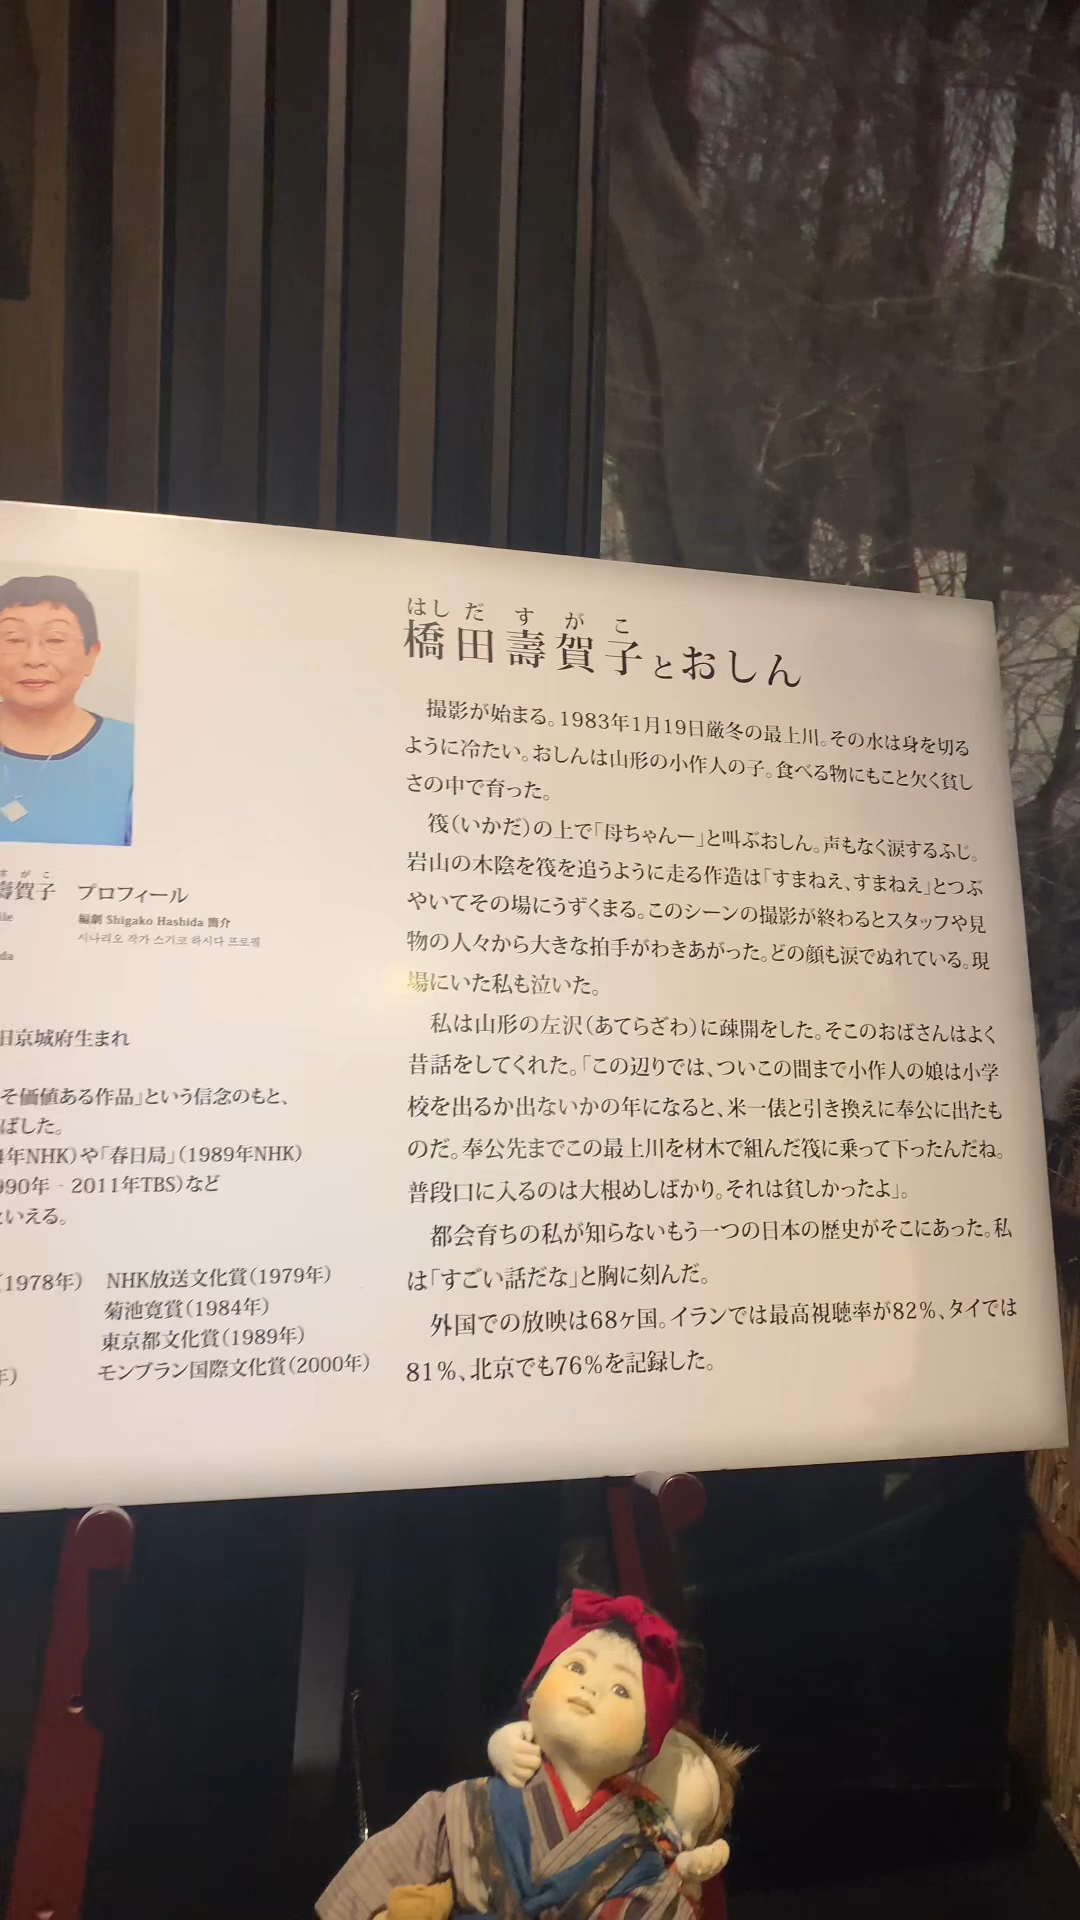 壽賀子 プロフィール
編劇 Shigako Hashida 簡介
시나리오 작가 스기코 하시다 프로필
旧京城府生まれ
そ価値ある作品」という信念のもと、
ばした。
年NHK)や「春日局」(1989年NHK)
990年‐2011年TBS)など
いえる。
(1978年) NHK放送文化賞(1979年)
菊池寛賞(1984年)
東京都文化賞(1989年)
年) モンブラン国際文化賞(2000年)
はしだすがこ
橋田壽賀子とおしん
撮影が始まる。1983年1月19日厳冬の最上川。その水は身を切る
ように冷たい。おしんは山形の小作人の子。食べる物にもこと欠く貧し
さの中で育った。
筏(いかだ)の上で「母ちゃんー」と叫ぶおしん。声もなく涙するふじ。
岩山の木陰を筏を追うように走る作造は「すまねえ、すまねえ」とつぶ
やいてその場にうずくまる。このシーンの撮影が終わるとスタッフや見
物の人々から大きな拍手がわきあがった。どの顔も涙でぬれている。現
場にいた私も泣いた。
私は山形の左沢(あてらざわ)に疎開をした。そこのおばさんはよく
昔話をしてくれた。「この辺りでは、ついこの間まで小作人の娘は小学
校を出るか出ないかの年になると、米一俵と引き換えに奉公に出たも
のだ。奉公先までこの最上川を材木で組んだ筏に乗って下ったんだね。
普段口に入るのは大根めしばかり。それは貧しかったよ」。
都会育ちの私が知らないもう一つの日本の歴史がそこにあった。私
は「すごい話だな」と胸に刻んだ。
外国での放映は68ヶ国。イランでは最高視聴率が82%、タイでは
81%、北京でも76%を記録した。